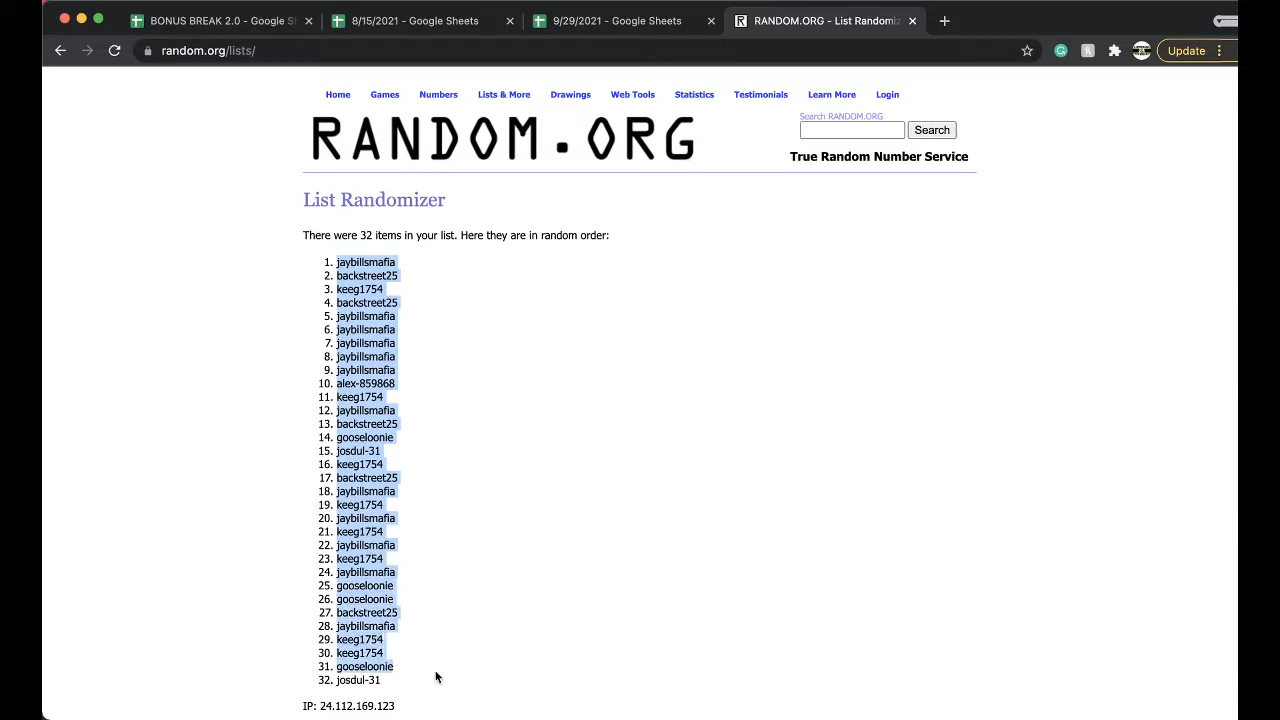 BONUS BREAK 2.0 - Google S
8/15/2021 - Google Sheets
9/29/2021 - Google Sheets
RANDOM.ORG - List Randomiz
random.org/lists/
Update
Home Games Numbers Lists & More Drawings Web Tools Statistics Testimonials Learn More Login
RANDOM.ORG
Search RANDOM.ORG
Search
True Random Number Service
List Randomizer
There were 32 items in your list. Here they are in random order:
1. jaybillsmafia
2. backstreet25
3. keeg1754
4. backstreet25
5. jaybillsmafia
6. jaybillsmafia
7. jaybillsmafia
8. jaybillsmafia
9. jaybillsmafia
10. alex-859868
11. keeg1754
12. jaybillsmafia
13. backstreet25
14. gooseloonie
15. josdul-31
16. keeg1754
17. backstreet25
18. jaybillsmafia
19. keeg1754
20. jaybillsmafia
21. keeg1754
22. jaybillsmafia
23. keeg1754
24. jaybillsmafia
25. gooseloonie
26. gooseloonie
27. backstreet25
28. jaybillsmafia
29. keeg1754
30. keeg1754
31. gooseloonie
32. josdul-31
IP: 24.112.169.123